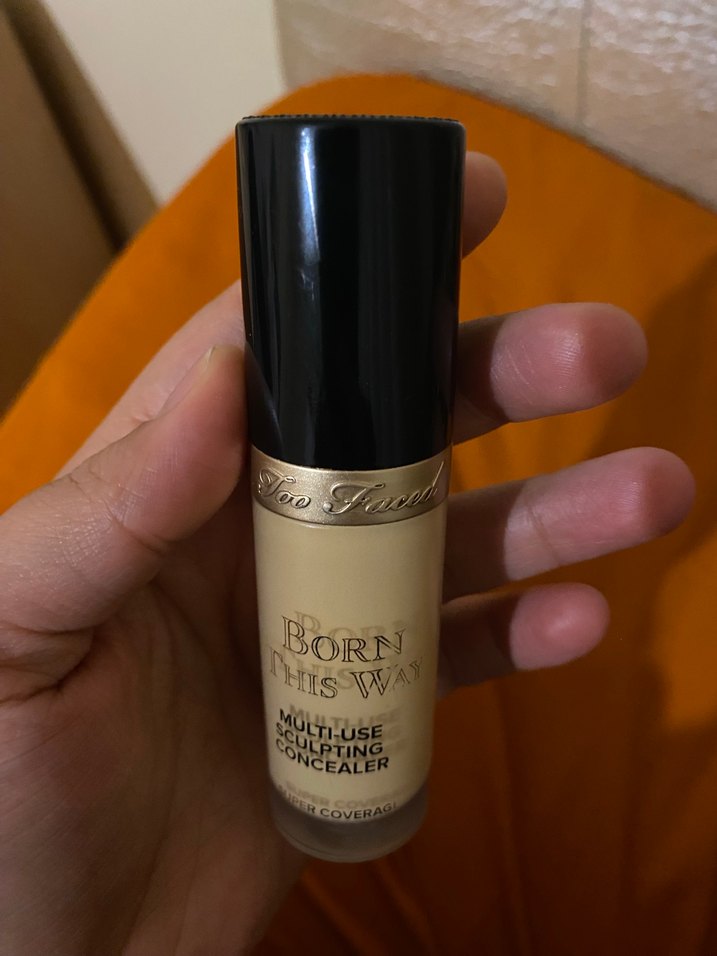 Too Faced
BORN
THIS WAY
MULTI-USE
SCULPTING
CONCEALER
SUPER COVERAGE